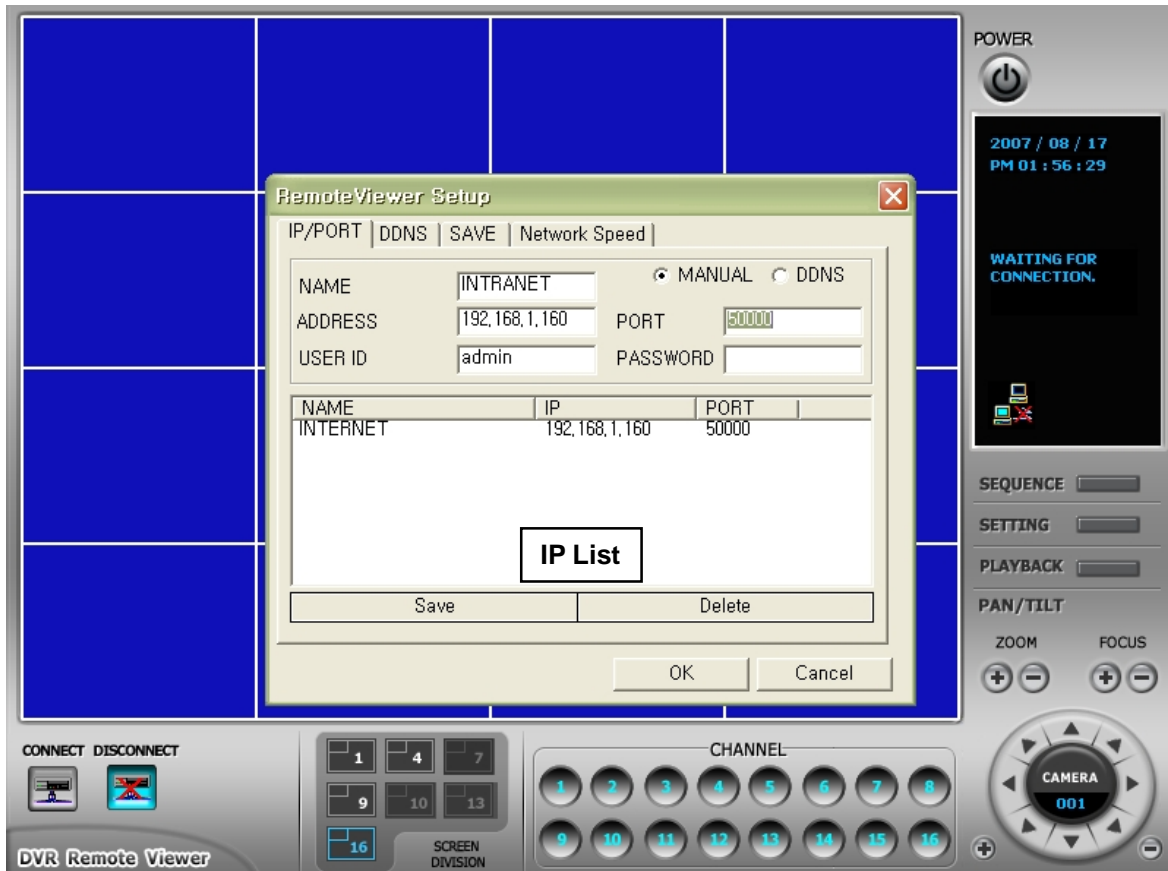 POWER
2007 / 08 / 17
PM 01 : 56 : 29
WAITING FOR
CONNECTION.
RemoteViewer Setup
IP/PORT DDNS SAVE Network Speed
NAME INTRANET MANUAL DDNS
ADDRESS 192,168,1,160 PORT 50000
USER ID admin PASSWORD
NAME IP PORT
INTERNET 192,168,1,160 50000
IP List
Save Delete
OK Cancel
SEQUENCE
SETTING
PLAYBACK
PAN/TILT
ZOOM FOCUS
CONNECT DISCONNECT
1 4 7
9 10 13
16 SCREEN
DIVISION
CHANNEL
1 2 3 4 5 6 7 8
9 10 11 12 13 14 15 16
CAMERA
001
DVR Remote Viewer